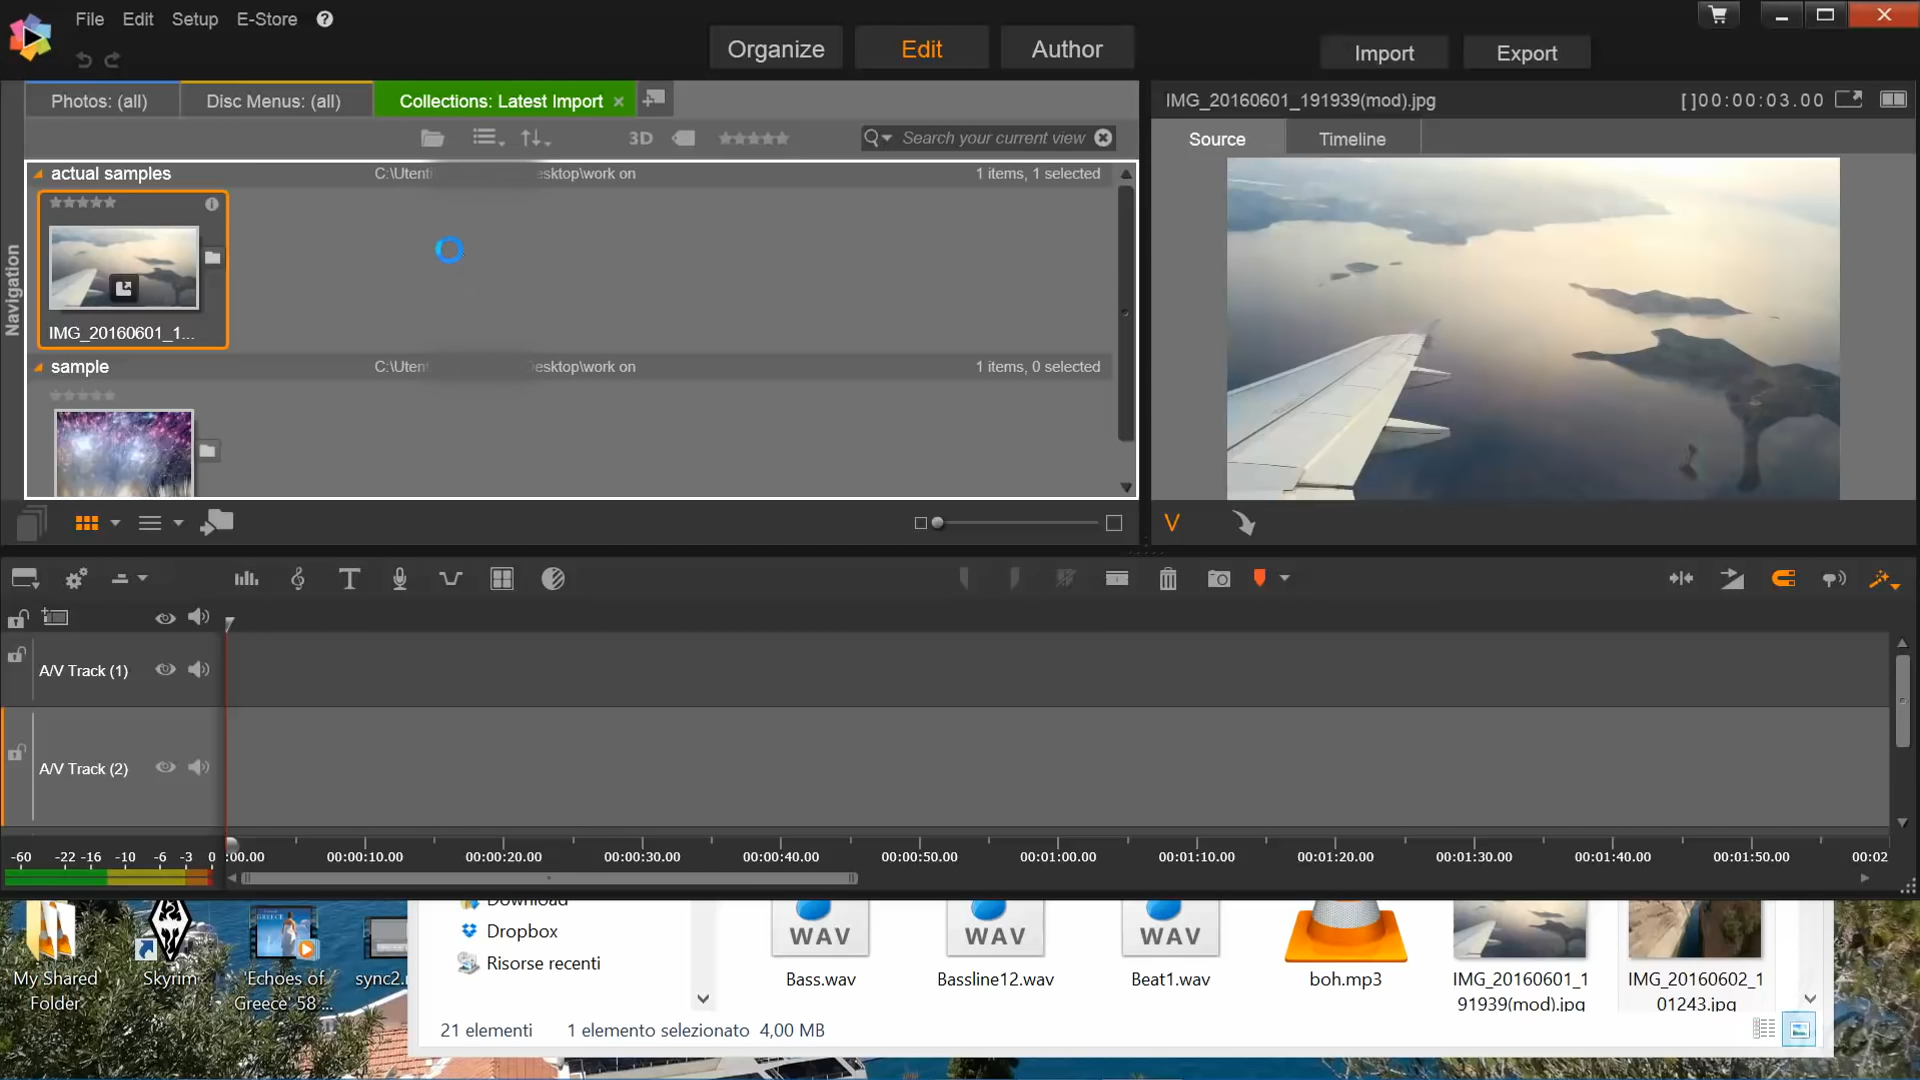 File Edit Setup E-Store ?
Organize Edit Author
Import Export
Photos: (all) Disc Menus: (all) Collections: Latest Import
IMG_20160601_191939(mod).jpg [ ] 00:00:03.00
3D Search your current view
Source Timeline
actual samples C:\Utenti esktop\work on 1 items, 1 selected
Navigation
IMG_20160601_1...
sample C:\Uten esktop\work on 1 items, 0 selected
V
A/V Track (1)
A/V Track (2)
-60 -22 -16 -10 -6 -3 0 :00.00 00:00:10.00 00:00:20.00 00:00:30.00 00:00:40.00 00:00:50.00 00:01:00.00 00:01:10.00 00:01:20.00 00:01:30.00 00:01:40.00 00:01:50.00 00:02
Download
Dropbox
Risorse recenti
WAV WAV WAV
GREECE
My Shared Folder
Skyrim
Echoes of Greece' 58 ...
sync2.
Bass.wav
Bassline12.wav
Beat1.wav
boh.mp3
IMG_20160601_1
91939(mod).jpg
IMG_20160602_1
01243.jpg
21 elementi 1 elemento selezionato 4,00 MB